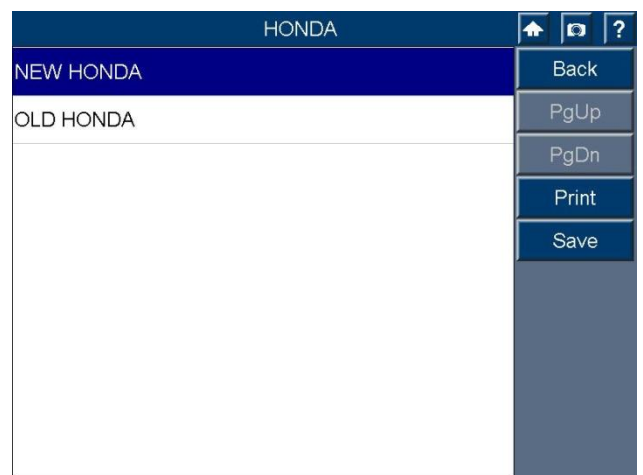 HONDA
?
NEW HONDA
OLD HONDA
Back
PgUp
PgDn
Print
Save